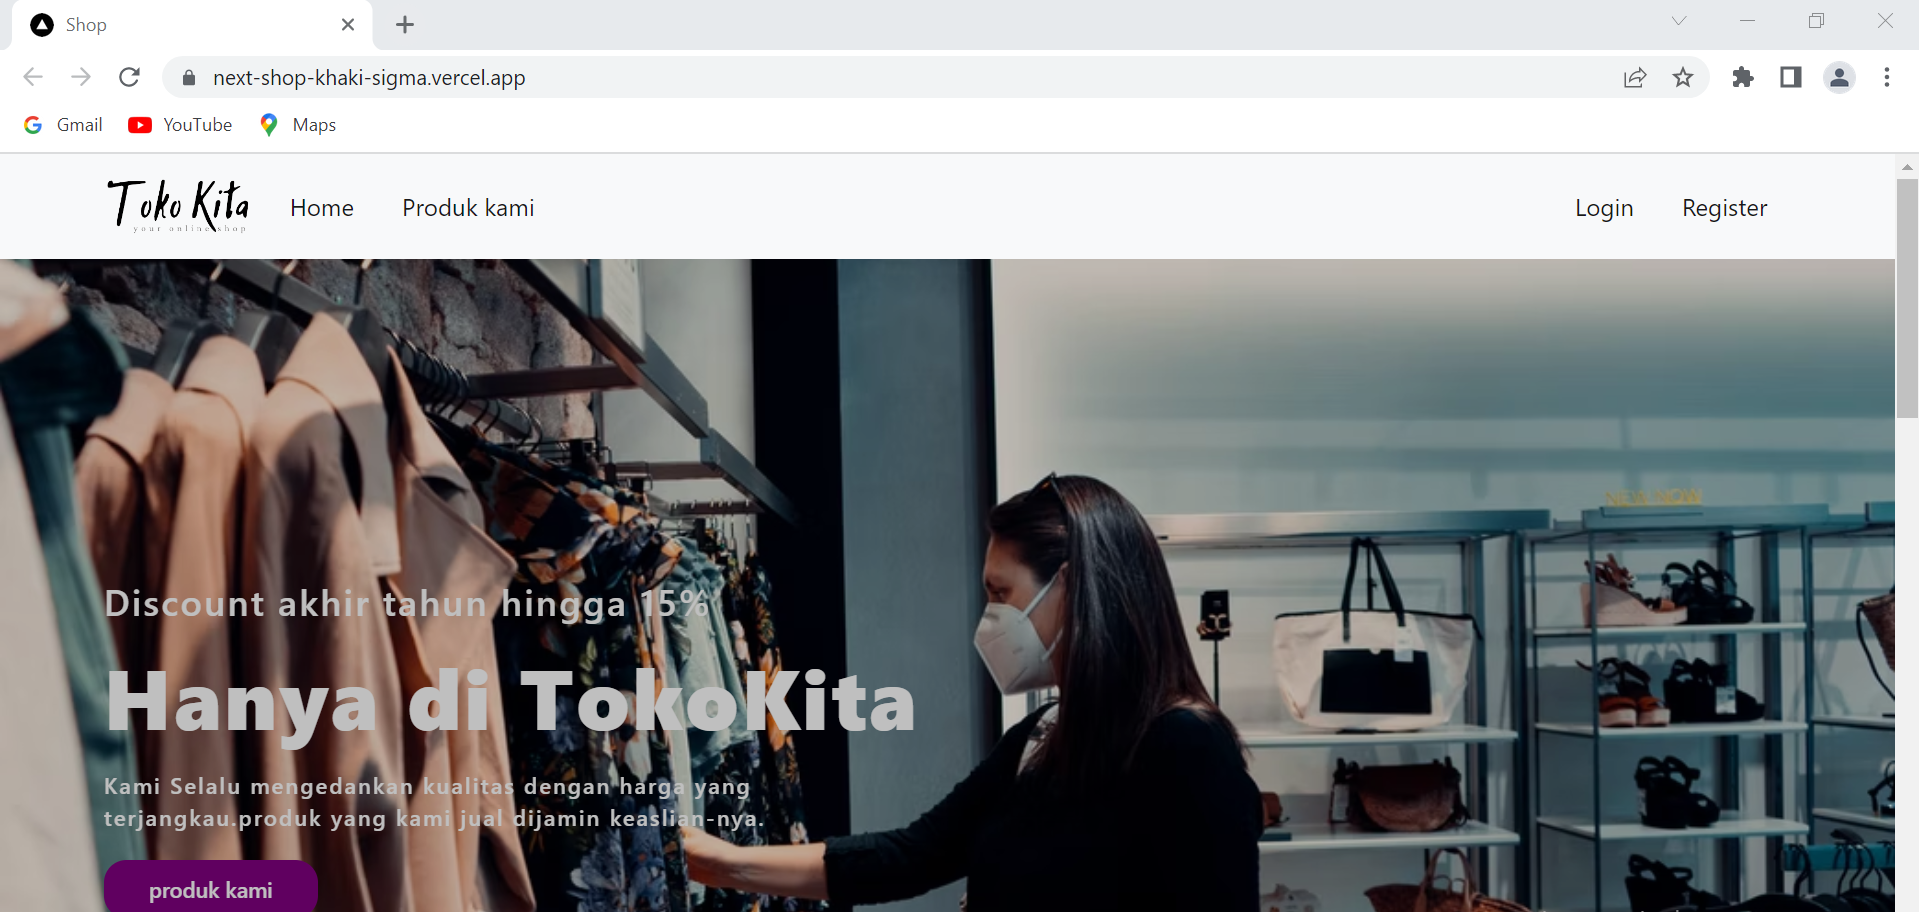 Shop
next-shop-khaki-sigma.vercel.app
Gmail
YouTube
Maps
Toko Kita
your online shop
Home
Produk kami
Login
Register
NEW NOW
Discount akhir tahun hingga 15%
Hanya di TokoKita
Kami Selalu mengedankan kualitas dengan harga yang
terjangkau.produk yang kami jual dijamin keaslian-nya.
produk kami